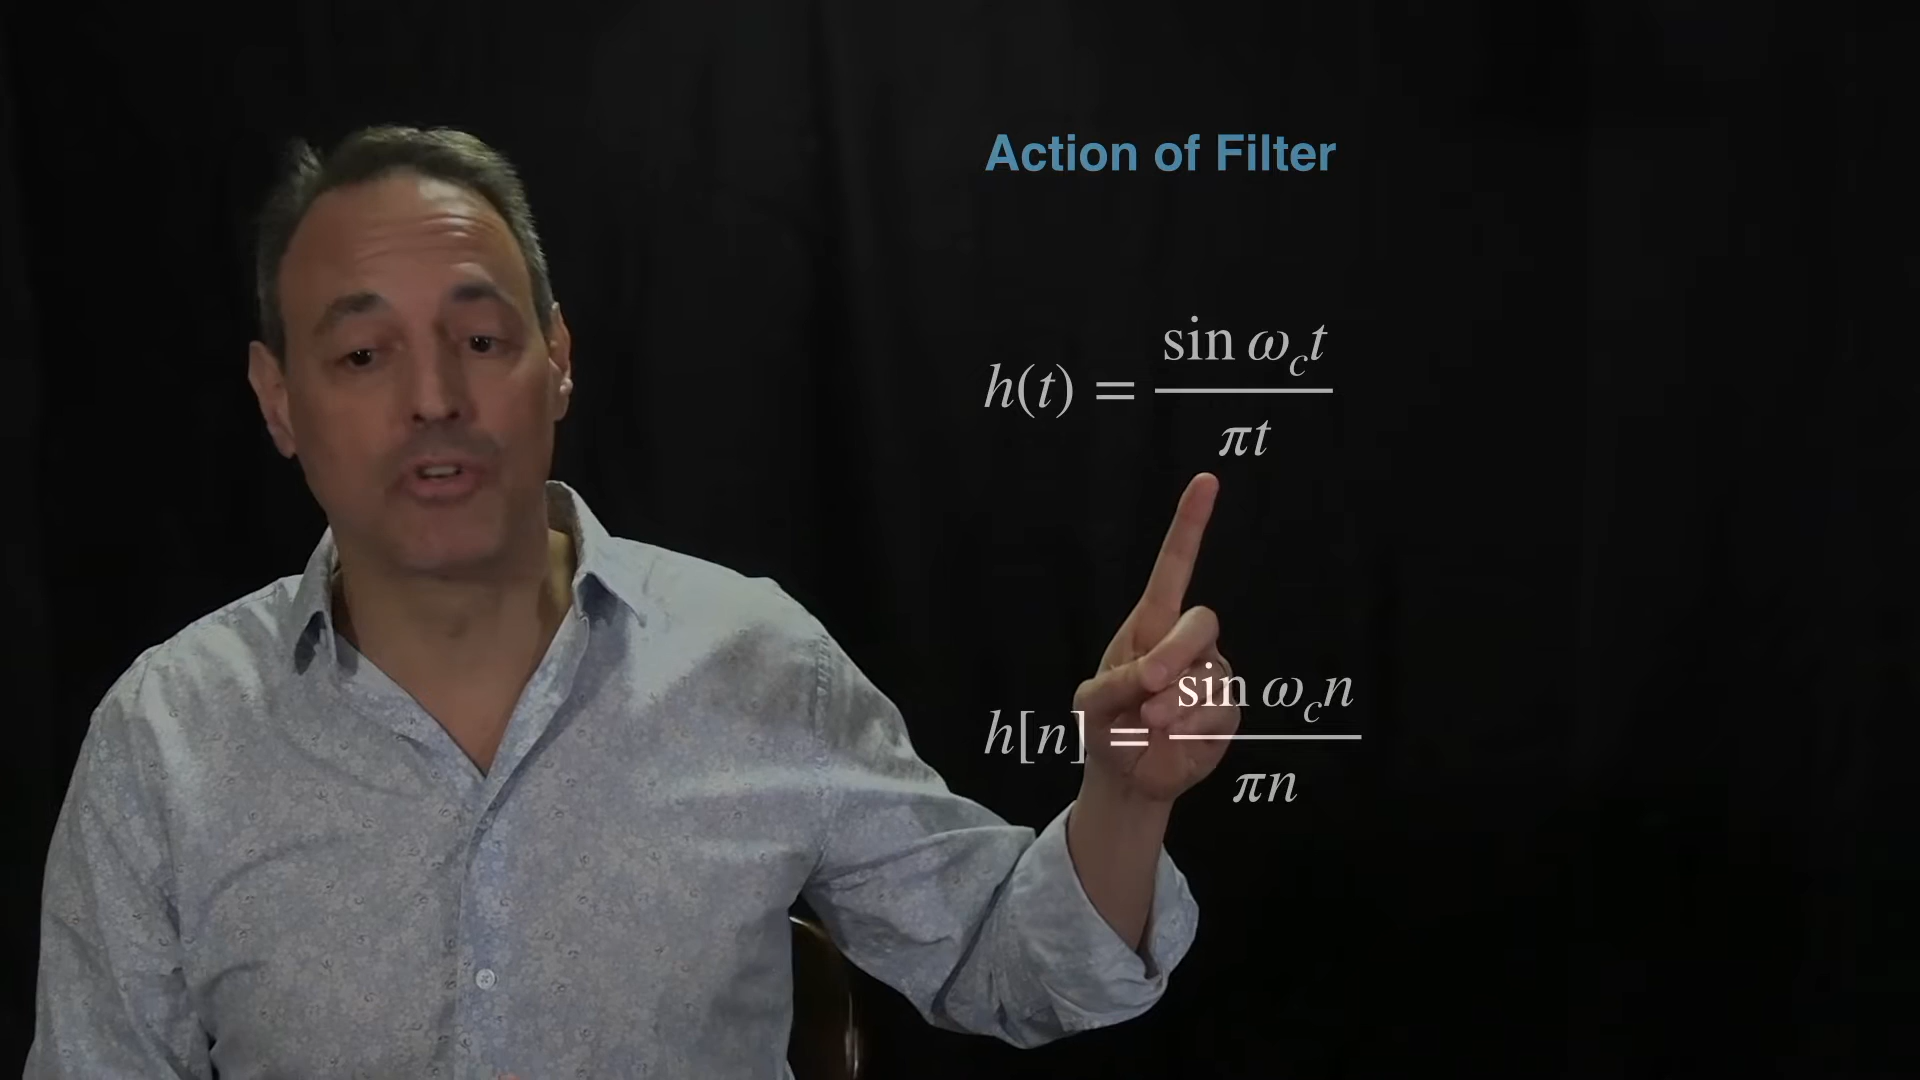 Action of Filter
h(t) = sin ω_c t / πt
h[n] = sin ω_c n / πn